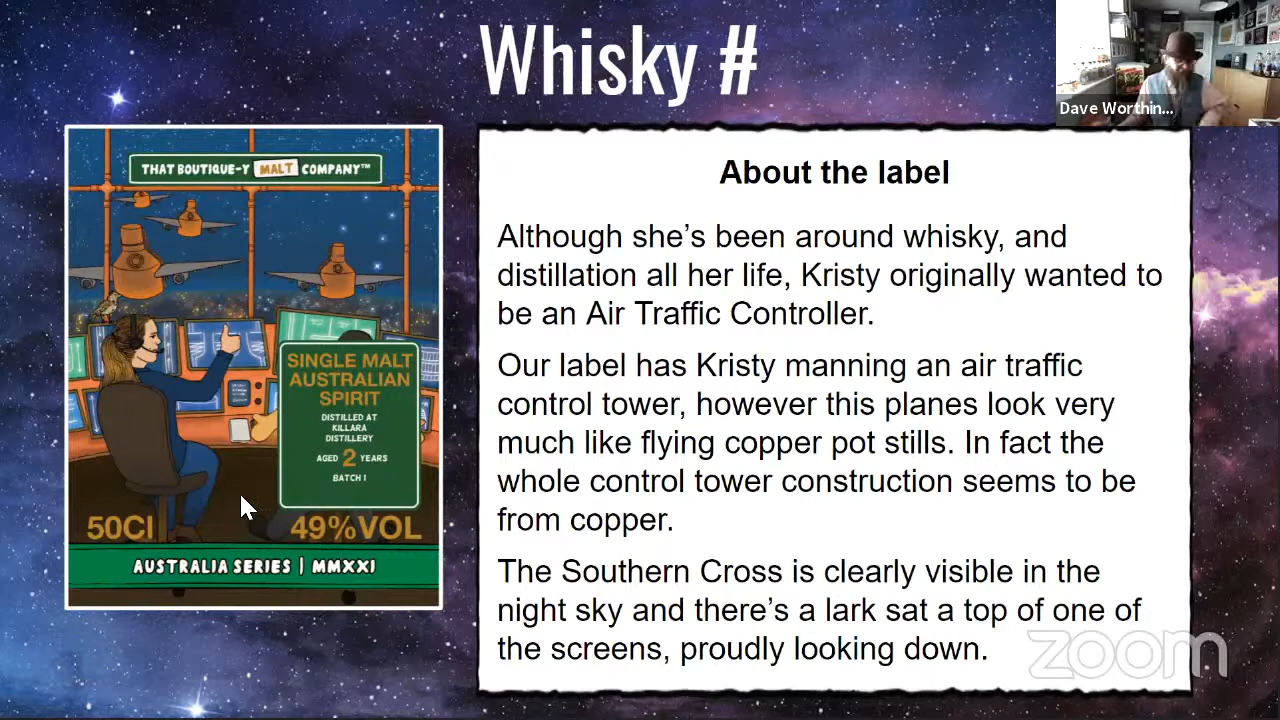 Whisky #
Dave Worthin...
THAT BOUTIQUE-Y MALT COMPANY™
SINGLE MALT
AUSTRALIAN
SPIRIT
DISTILLED AT
KILLARA
DISTILLERY
AGED 2 YEARS
BATCH 1
50Cl
49%VOL
AUSTRALIA SERIES | MMXXI
About the label
Although she's been around whisky, and
distillation all her life, Kristy originally wanted to
be an Air Traffic Controller.
Our label has Kristy manning an air traffic
control tower, however this planes look very
much like flying copper pot stills. In fact the
whole control tower construction seems to be
from copper.
The Southern Cross is clearly visible in the
night sky and there's a lark sat a top of one of
the screens, proudly looking down.
zoom